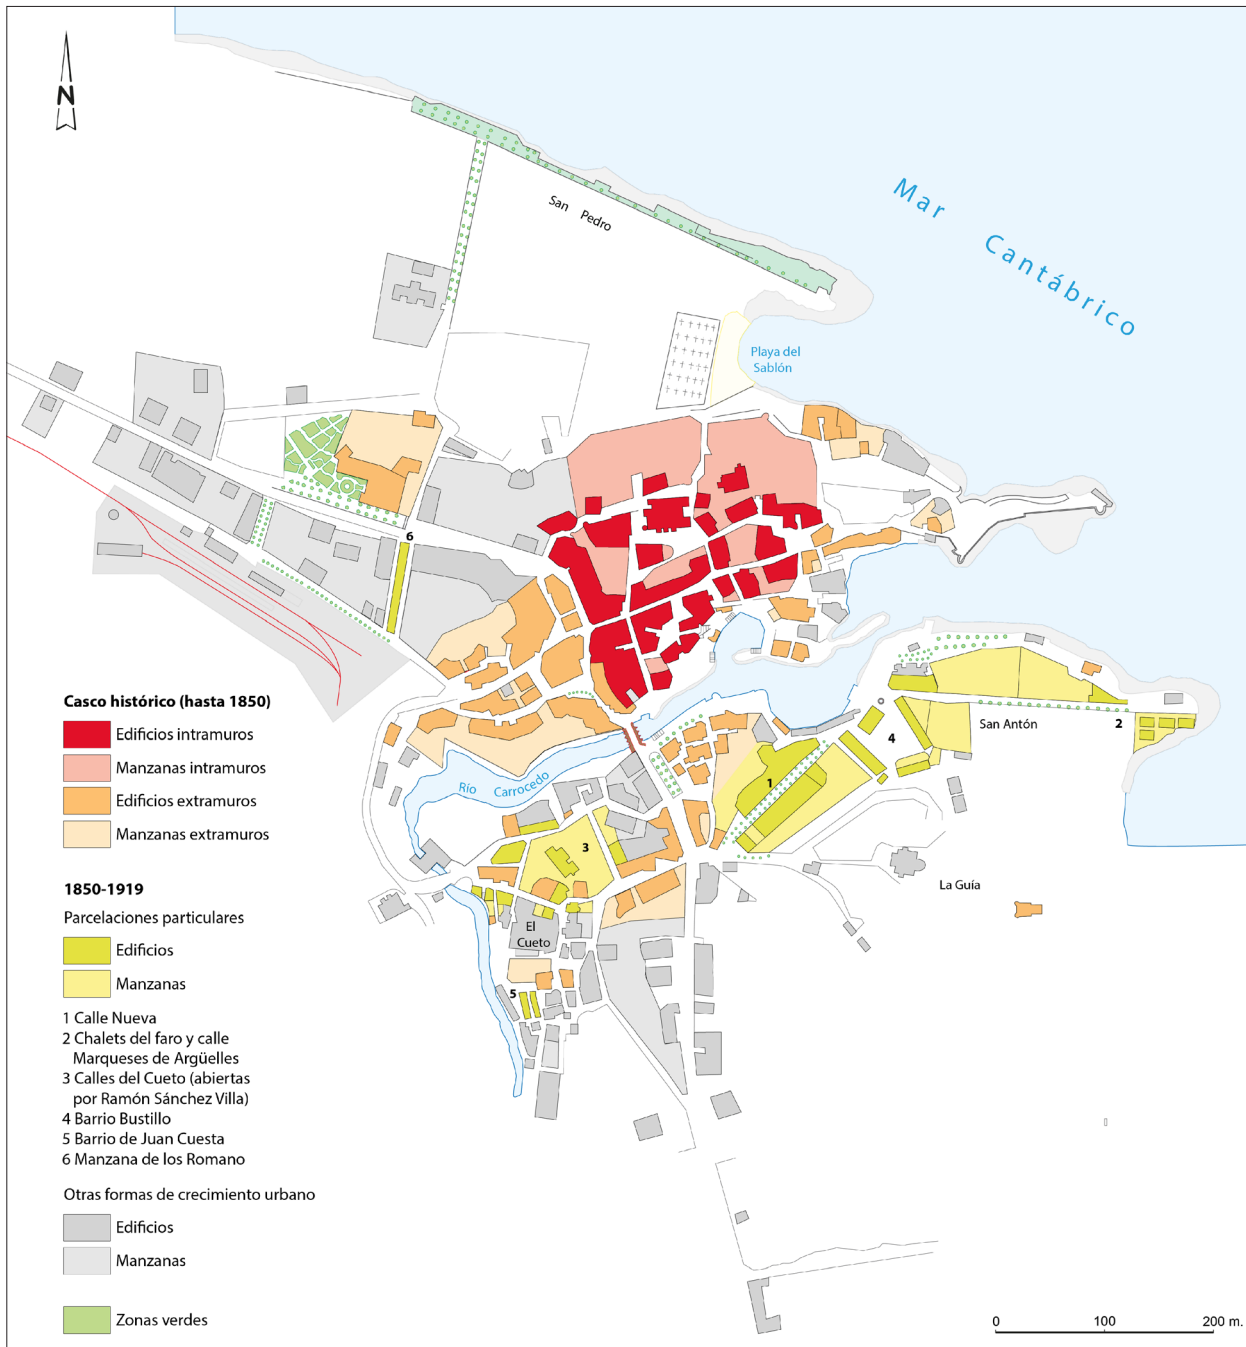 N
Mar
Cantábrico
San Pedro
Playa del
Sablón
6
Río Carrocedo
San Antón
2
4
1
3
La Guía
El
Cueto
5
Casco histórico (hasta 1850)
Edificios intramuros
Manzanas intramuros
Edificios extramuros
Manzanas extramuros
1850-1919
Parcelaciones particulares
Edificios
Manzanas
1 Calle Nueva
2 Chalets del faro y calle
Marqueses de Argüelles
3 Calles del Cueto (abiertas
por Ramón Sánchez Villa)
4 Barrio Bustillo
5 Barrio de Juan Cuesta
6 Manzana de los Romano
Otras formas de crecimiento urbano
Edificios
Manzanas
Zonas verdes
0 100 200 m.